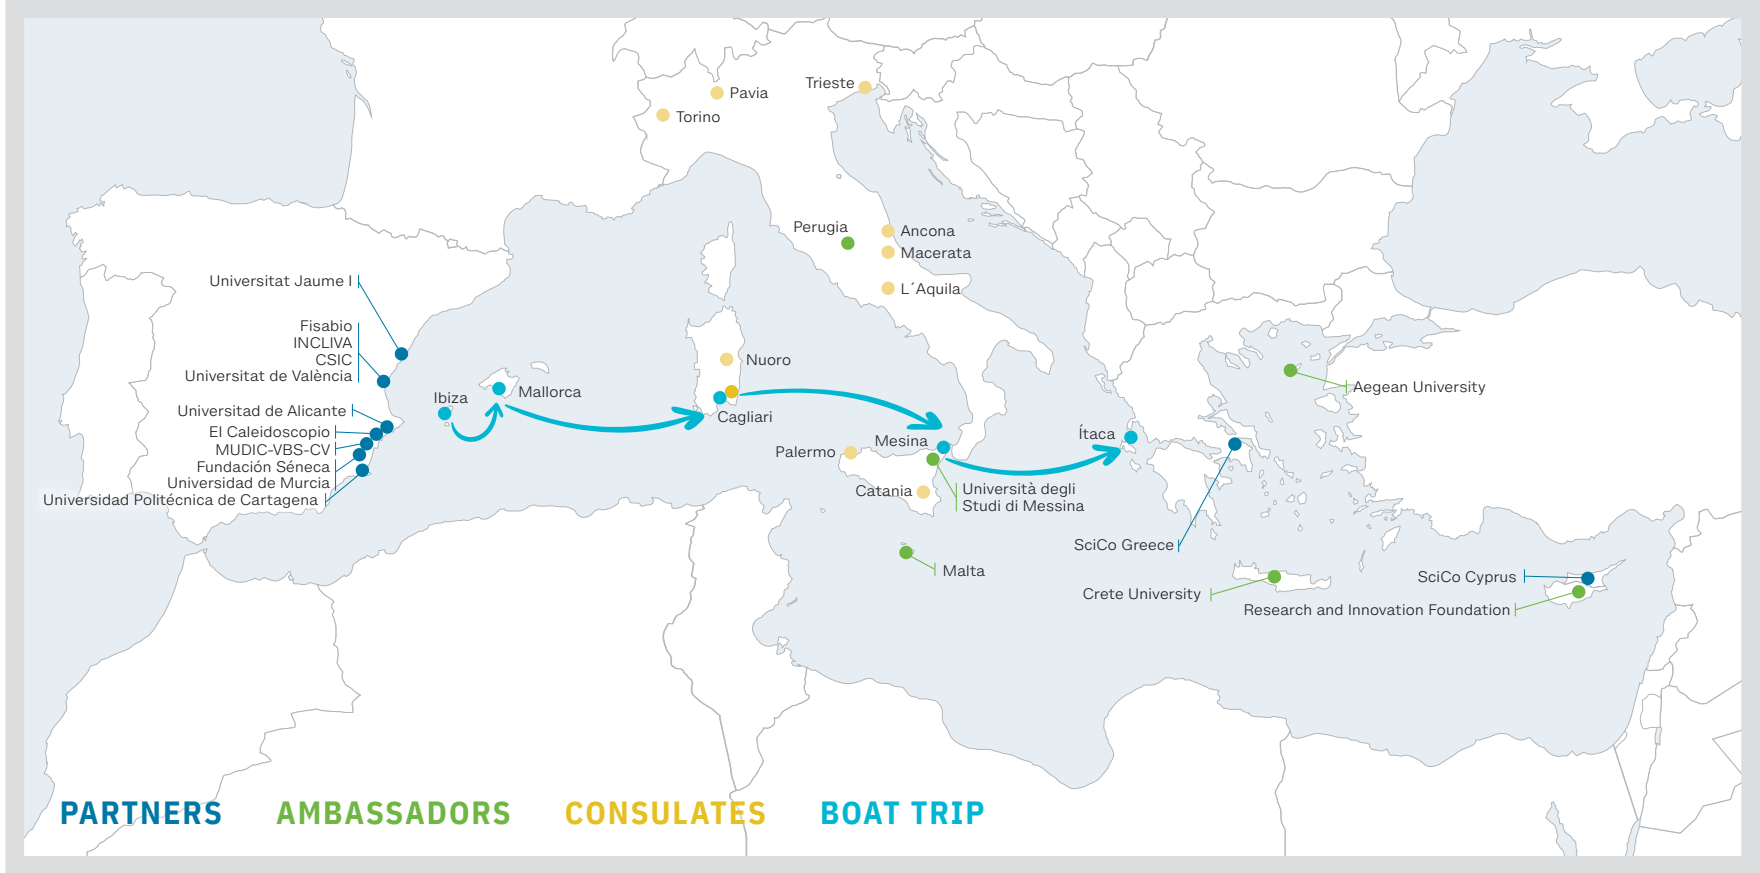 Pavia
Trieste
Torino
Perugia
Ancona
Macerata
L´Aquila
Universitat Jaume I
Fisabio
INCLIVA
CSIC
Universitat de València
Nuoro
Ibiza
Mallorca
Aegean University
Universitad de Alicante
Cagliari
El Caleidoscopio
MUDIC-VBS-CV
Fundación Séneca
Universidad de Murcia
Universidad Politécnica de Cartagena
Mesina
Ítaca
Palermo
Catania
Università degli
Studi di Messina
SciCo Greece
Malta
Crete University
SciCo Cyprus
Research and Innovation Foundation
PARTNERS
AMBASSADORS
CONSULATES
BOAT TRIP